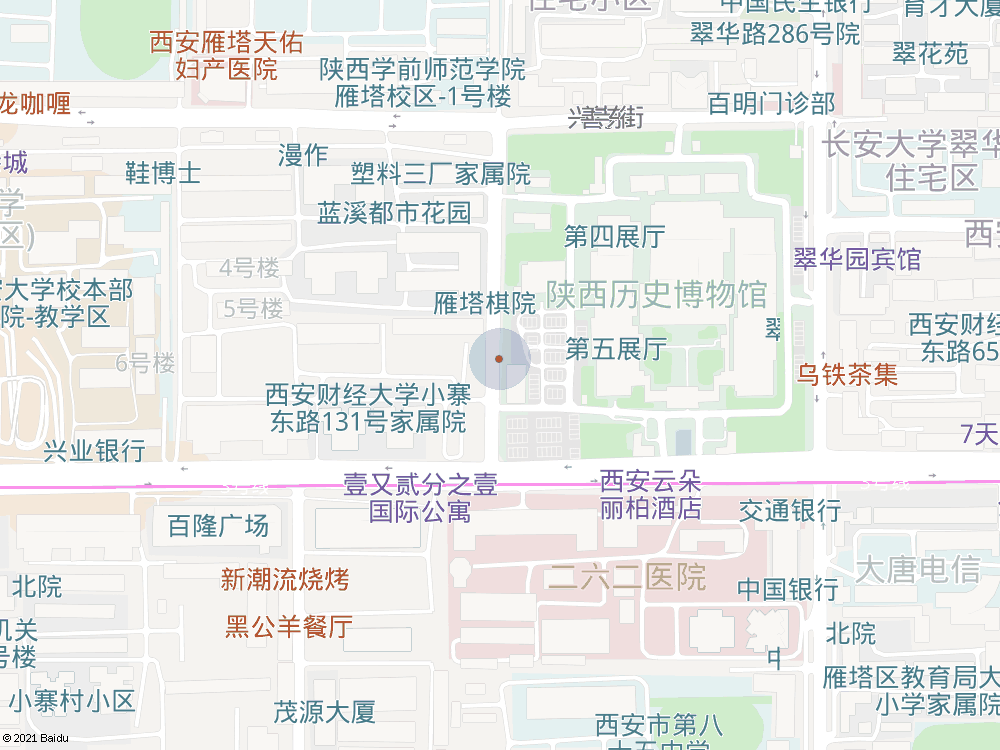 住宅小区
中国民生银行
翠华路286号院
育才大厦
翠花苑
西安雁塔天佑
妇产医院
陕西学前师范学院
雁塔校区-1号楼
龙咖喱
兴善寺街
百明门诊部
长安大学翠华
住宅区
城
鞋博士
漫作
塑料三厂家属院
蓝溪都市花园
学
区)
第四展厅
西安
翠华园宾馆
4号楼
5号楼
6号楼
安大学校本部
院-教学区
雁塔棋院
陕西历史博物馆
翠
第五展厅
西安财经
东路65
乌铁茶集
西安财经大学小寨
东路131号家属院
兴业银行
7天
壹又贰分之壹
国际公寓
西安云朵
丽柏酒店
交通银行
百隆广场
新潮流烧烤
黑公羊餐厅
二六二医院
大唐电信
中国银行
北院
北院
机关
号楼
小寨村小区
茂源大厦
雁塔区教育局大
小学家属院
西安市第八
十五中学
© 2021 Baidu